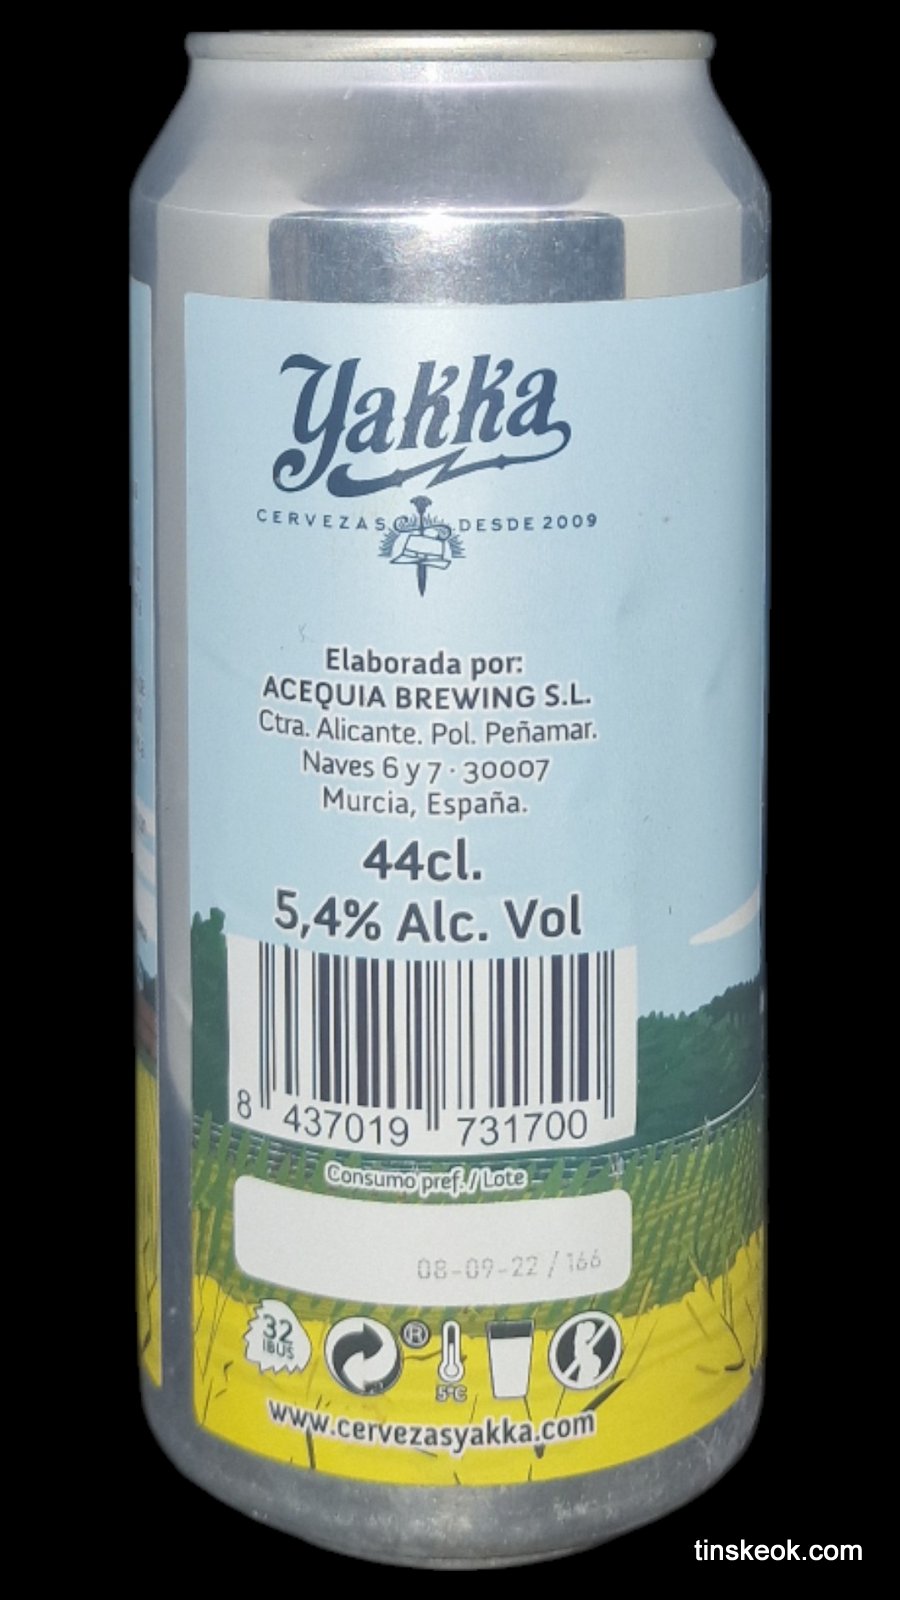 Yakka
CERVEZAS DESDE 2009
Elaborada por:
ACEQUIA BREWING S.L.
Ctra. Alicante. Pol. Peñamar.
Naves 6 y 7 · 30007
Murcia, España.
44cl.
5,4% Alc. Vol
8 437019 731700
Consumo pref. / Lote
08-09-22 / 166
32
IBUS
®
5ºC
www.cervezasyakka.com
tinskeok.com